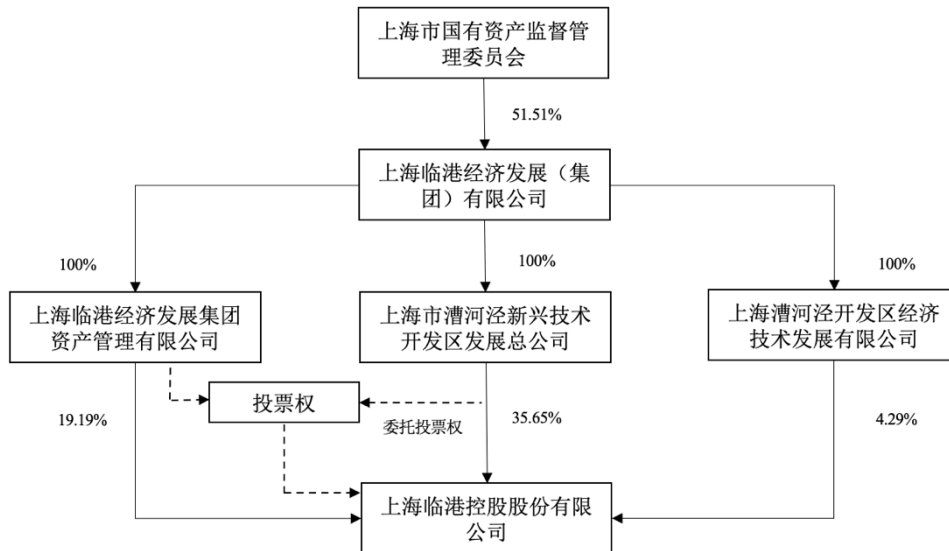 上海市国有资产监督管
理委员会
51.51%
上海临港经济发展（集
团）有限公司
100%
100%
100%
上海临港经济发展集团
资产管理有限公司
上海市漕河泾新兴技术
开发区发展总公司
上海漕河泾开发区经济
技术发展有限公司
投票权
19.19%
委托投票权
35.65%
4.29%
上海临港控股股份有限
公司